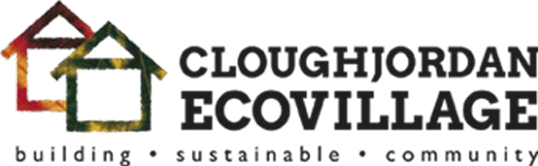 CLOUGHJORDAN
ECOVILLAGE
building • sustainable • community